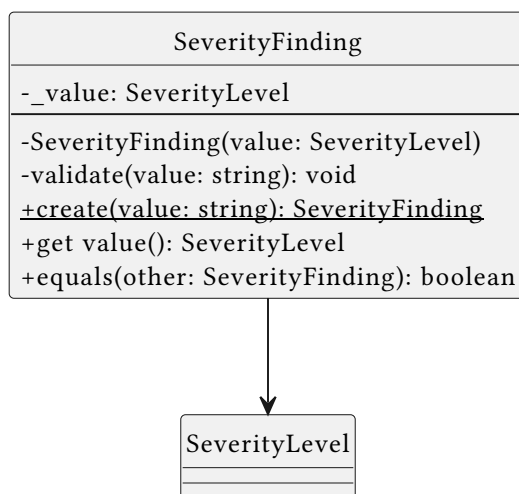 SeverityFinding
-_value: SeverityLevel
-SeverityFinding(value: SeverityLevel)
-validate(value: string): void
+create(value: string): SeverityFinding
+get value(): SeverityLevel
+equals(other: SeverityFinding): boolean
SeverityLevel